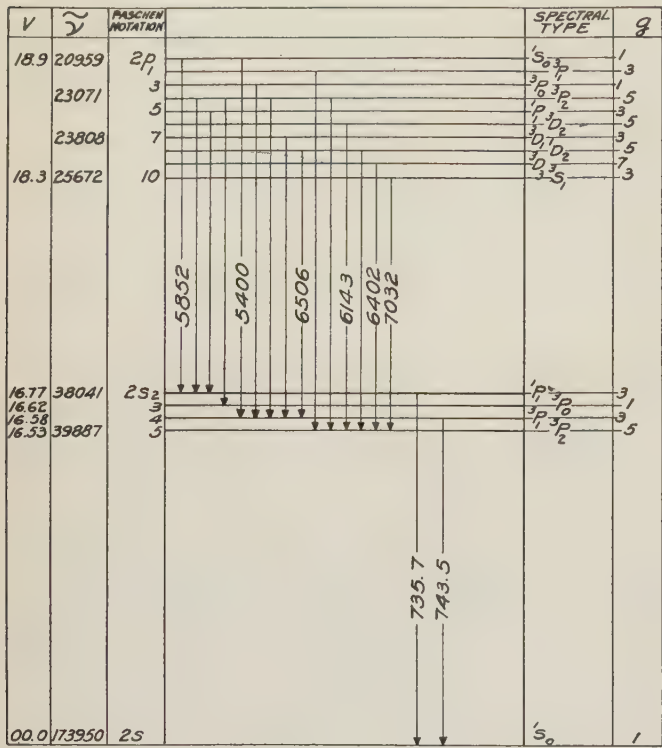 V ν̃ PASCHEN NOTATION SPECTRAL TYPE g
18.9 20959 2p₁ ¹S₀ 1
³P₁ 3
3 ³P₀ 1
23071 ³P₂ 5
5 ¹P₁ 3
³D₂ 5
23808 7 ³D₁ 3
¹D₂ 5
³D₃ 7
18.3 25672 10 ³S₁ 3
5852 5400 6506 6143 6402 7032
16.77 38041 2s₂ ¹P₁ 3
16.62 3 ³P₀ 1
16.58 4 ³P₁ 3
16.53 39887 5 ³P₂ 5
735.7 743.5
00.0 173950 2s ¹S₀ 1